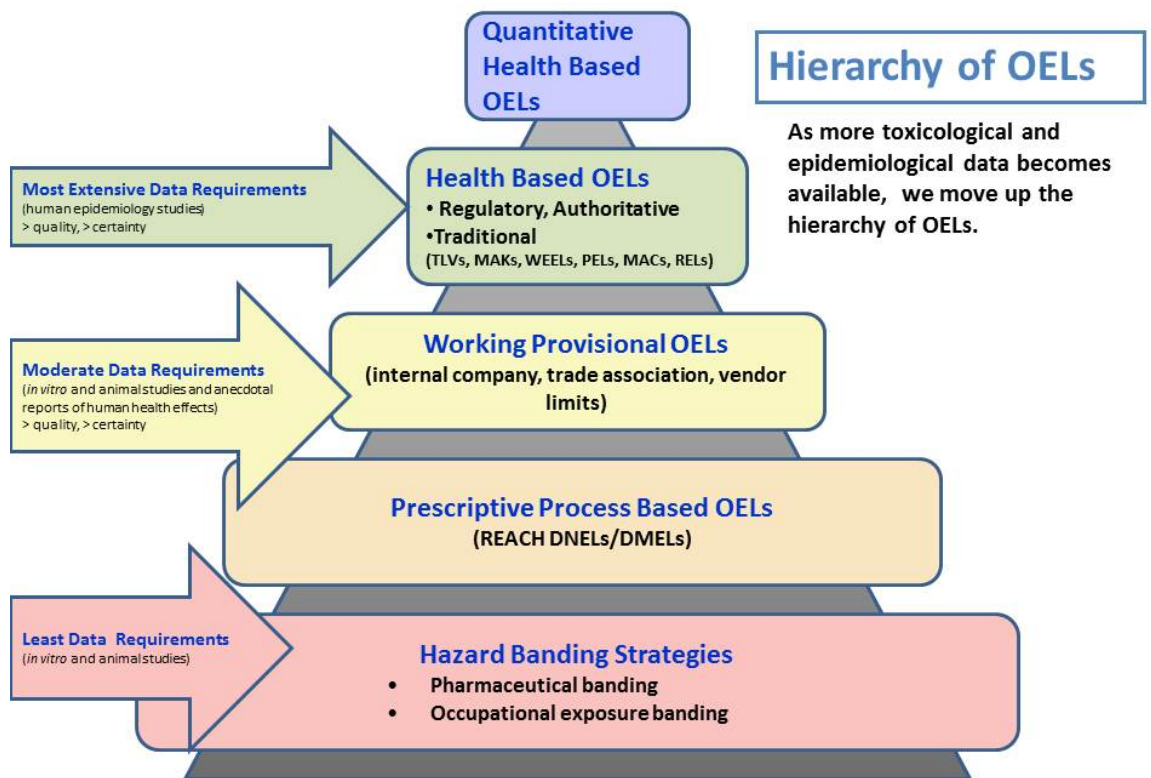 Quantitative
Health Based
OELs
Hierarchy of OELs
As more toxicological and
epidemiological data becomes
available, we move up the
hierarchy of OELs.
Most Extensive Data Requirements
(human epidemiology studies)
> quality, > certainty
Health Based OELs
• Regulatory, Authoritative
•Traditional
(TLVs, MAKs, WEELs, PELs, MACs, RELs)
Moderate Data Requirements
(in vitro and animal studies and anecdotal
reports of human health effects)
> quality, > certainty
Working Provisional OELs
(internal company, trade association, vendor
limits)
Prescriptive Process Based OELs
(REACH DNELs/DMELs)
Least Data Requirements
(in vitro and animal studies)
Hazard Banding Strategies
• Pharmaceutical banding
• Occupational exposure banding